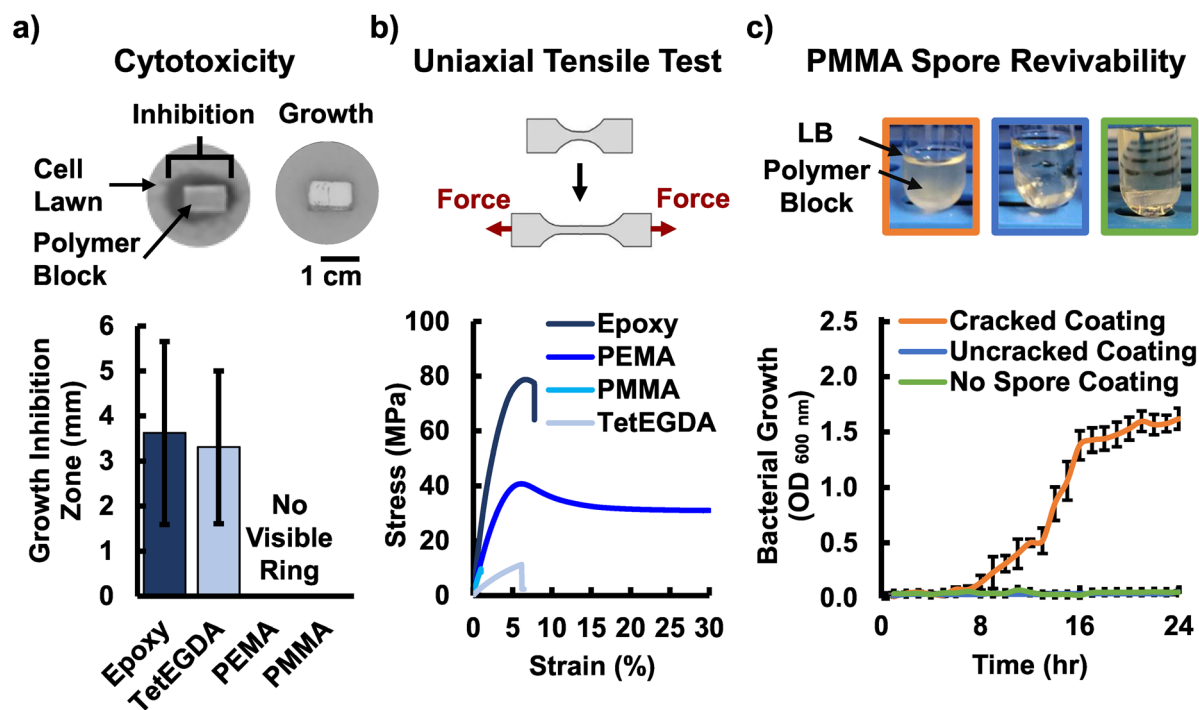 a)
Cytotoxicity
Inhibition
Growth
Cell
Lawn
Polymer
Block
1 cm
Growth Inhibition
Zone (mm)
6
5
4
3
2
1
0
No
Visible
Ring
Epoxy
TetEGDA
PEMA
PMMA
b)
Uniaxial Tensile Test
Force
Force
Stress (MPa)
100
80
60
40
20
0
Epoxy
PEMA
PMMA
TetEGDA
0 5 10 15 20 25 30
Strain (%)
c)
PMMA Spore Revivability
LB
Polymer
Block
Bacterial Growth
(OD 600 nm)
2.5
2.0
1.5
1.0
0.5
0.0
Cracked Coating
Uncracked Coating
No Spore Coating
0 8 16 24
Time (hr)